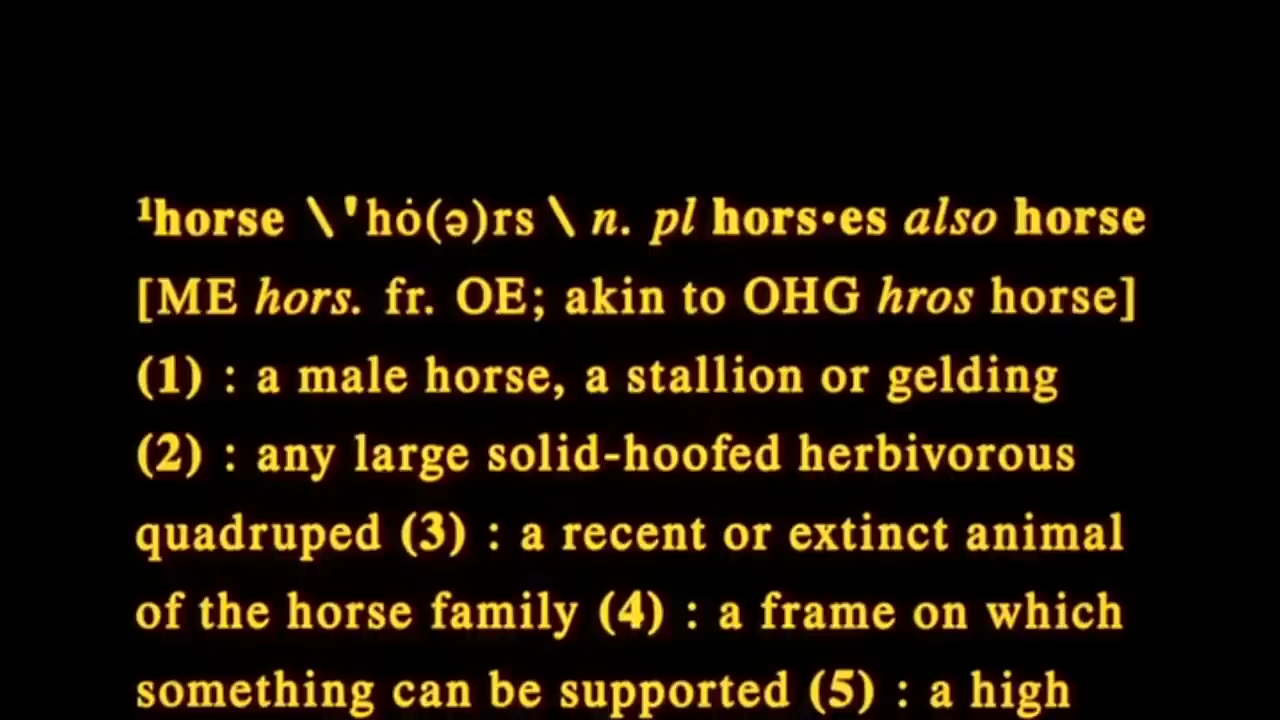 ¹horse \ˈhȯ(ə)rs \ n. pl hors•es also horse
[ME hors. fr. OE; akin to OHG hros horse]
(1) : a male horse, a stallion or gelding
(2) : any large solid-hoofed herbivorous
quadruped (3) : a recent or extinct animal
of the horse family (4) : a frame on which
something can be supported (5) : a high